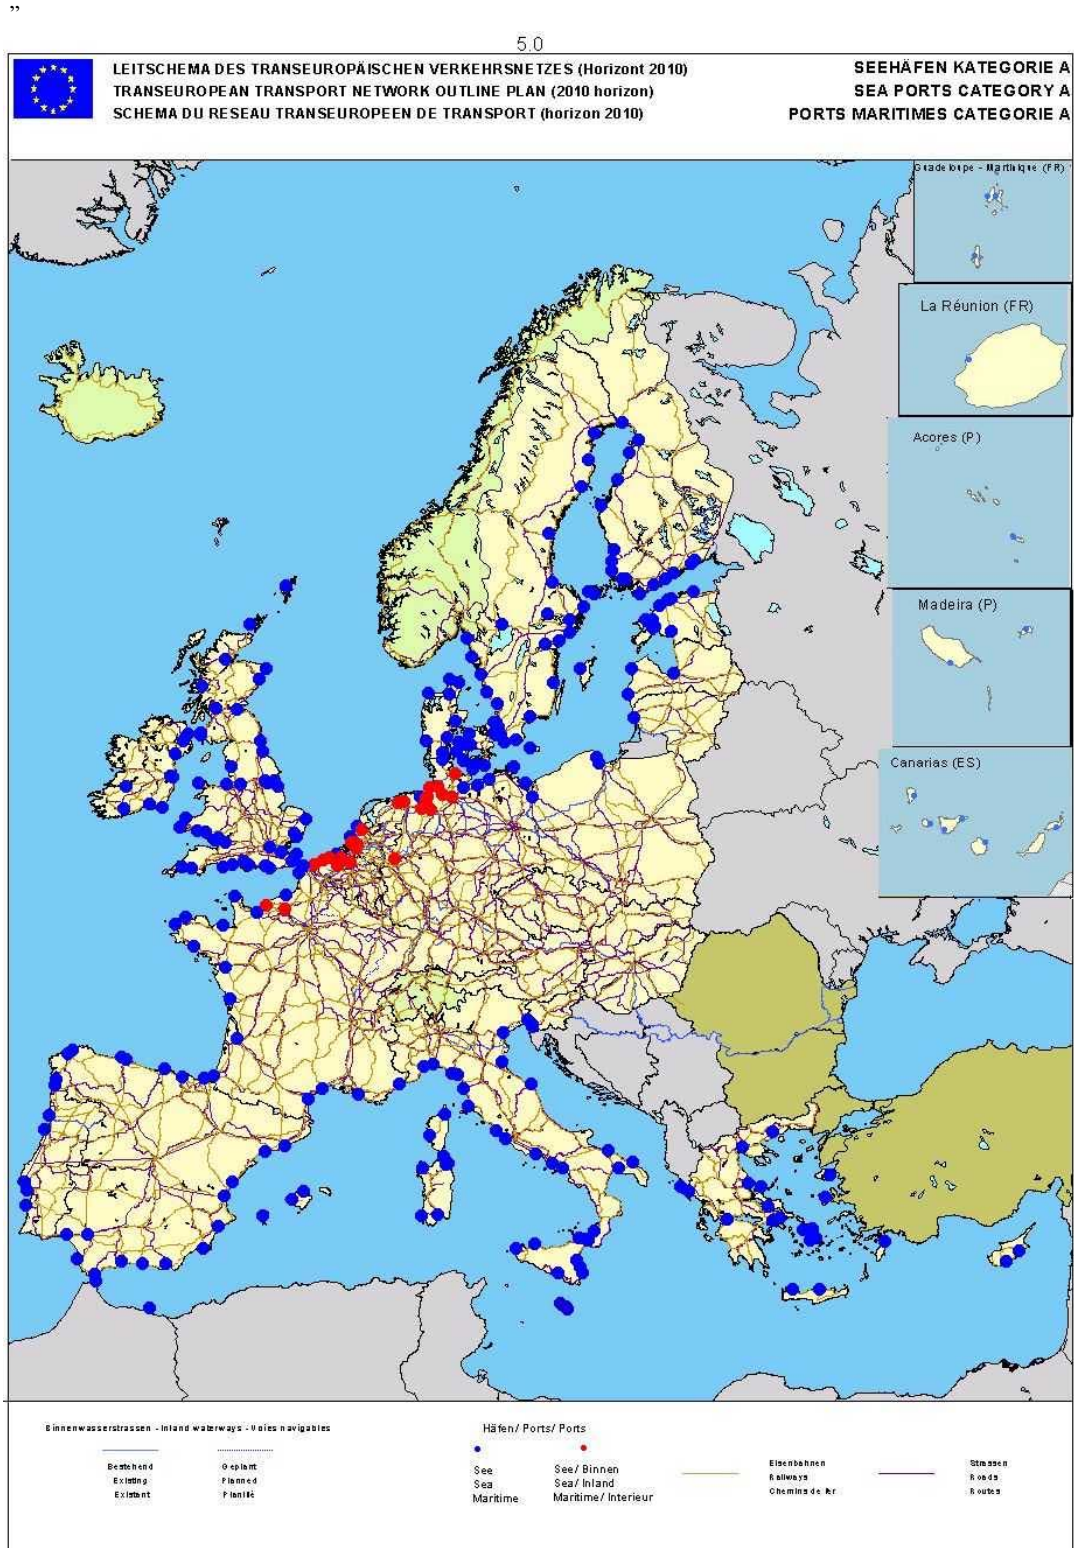 ”
5.0
LEITSCHEMA DES TRANSEUROPÄISCHEN VERKEHRSNETZES (Horizont 2010)
TRANSEUROPEAN TRANSPORT NETWORK OUTLINE PLAN (2010 horizon)
SCHEMA DU RESEAU TRANSEUROPEEN DE TRANSPORT (horizon 2010)
SEEHÄFEN KATEGORIE A
SEA PORTS CATEGORY A
PORTS MARITIMES CATEGORIE A
Guadeloupe - Martinique (FR)
La Réunion (FR)
Acores (P)
Madeira (P)
Canarias (ES)
Binnenwasserstrassen - Inland waterways - Voies navigables
Bestehend
Existing
Existant
Geplant
Planned
Planifié
Häfen/ Ports/ Ports
See
Sea
Maritime
See/ Binnen
Sea/ Inland
Maritime/ Interieur
Eisenbahnen
Railways
Chemins de fer
Strassen
Roads
Routes